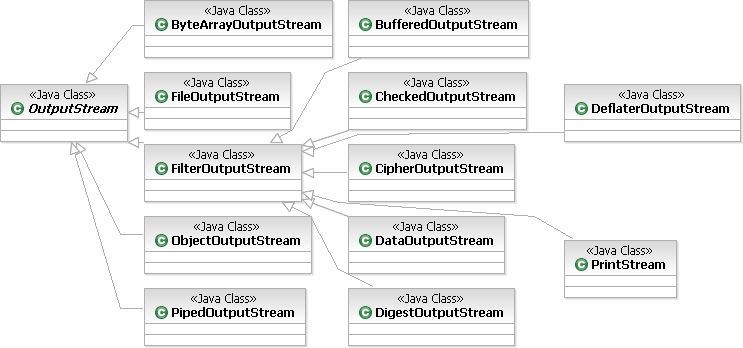 «Java Class»
OutputStream
«Java Class»
ByteArrayOutputStream
«Java Class»
FileOutputStream
«Java Class»
FilterOutputStream
«Java Class»
ObjectOutputStream
«Java Class»
PipedOutputStream
«Java Class»
BufferedOutputStream
«Java Class»
CheckedOutputStream
«Java Class»
CipherOutputStream
«Java Class»
DataOutputStream
«Java Class»
DigestOutputStream
«Java Class»
DeflaterOutputStream
«Java Class»
PrintStream